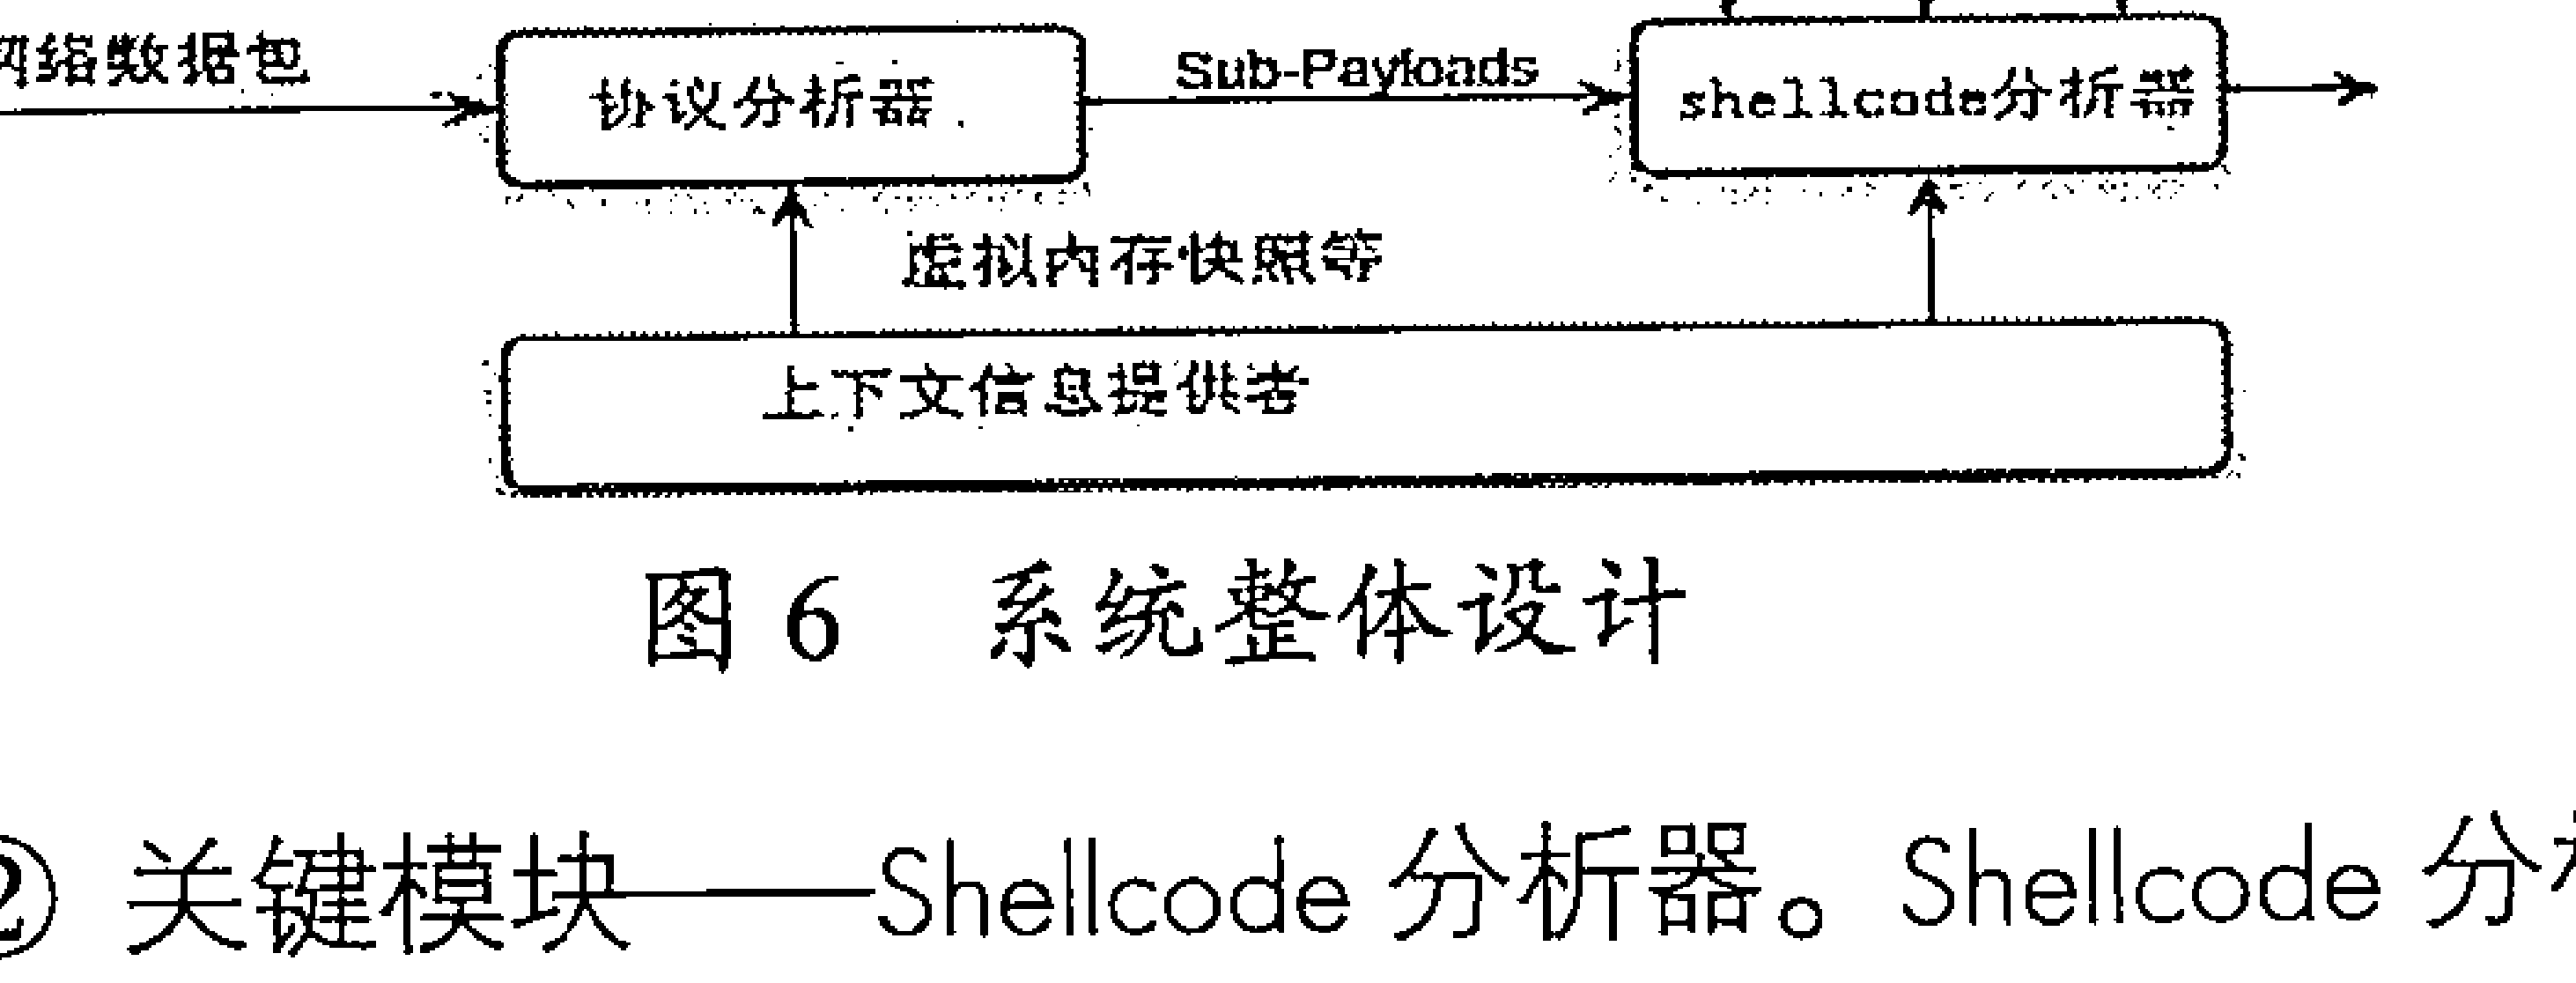 网络数据包
协议分析器
Sub-Payloads
shellcode分析器
虚拟内存快照等
上下文信息提供者
图 6 系统整体设计
② 关键模块——Shellcode 分析器。Shellcode 分